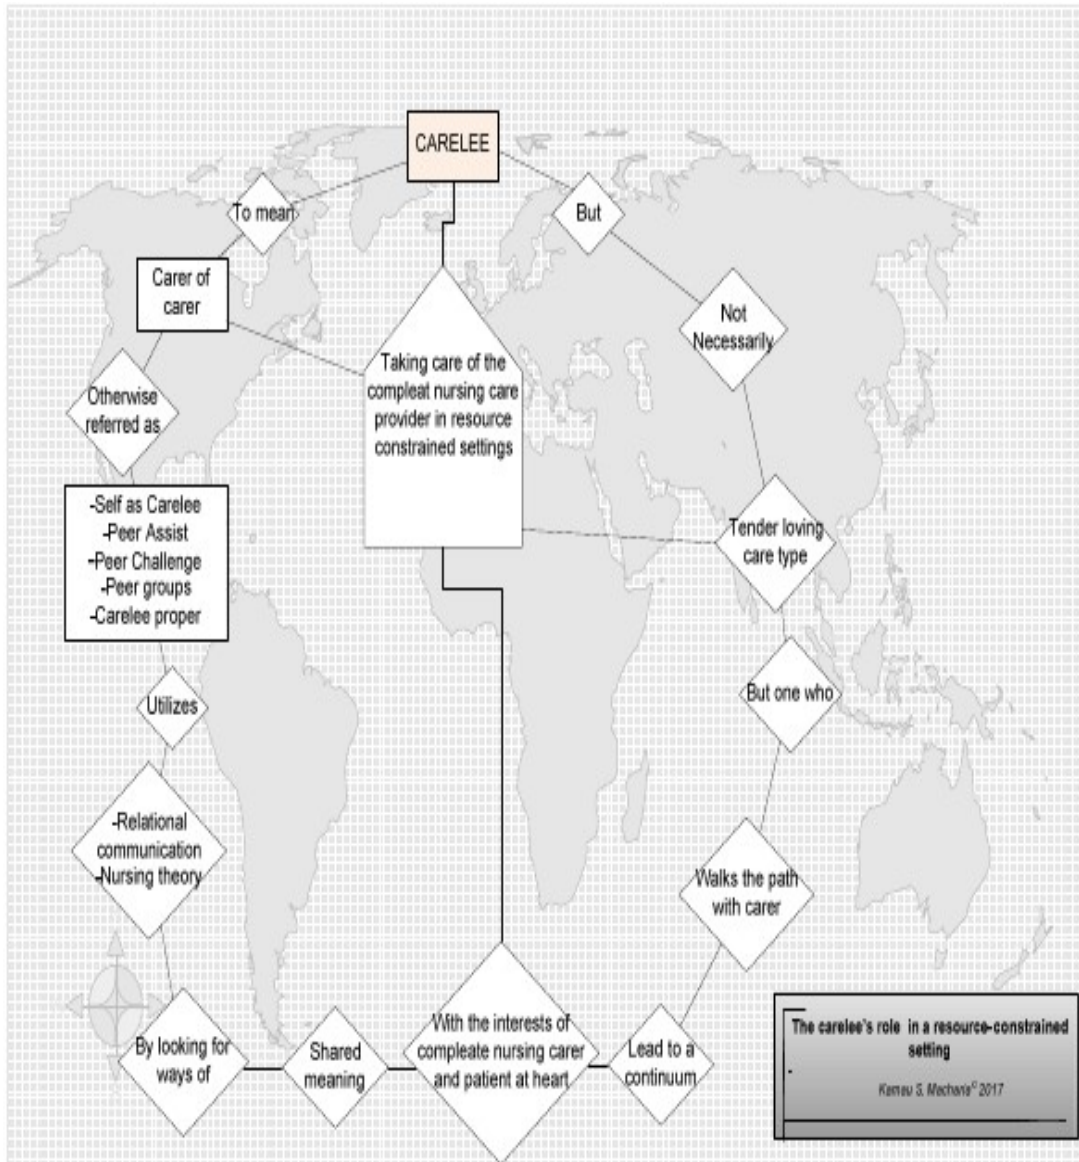 CARELEE
To mean
But
Carer of
carer
Not
Necessarily
Taking care of the
compleat nursing care
provider in resource
constrained settings
Otherwise
referred as
-Self as Carelee
-Peer Assist
-Peer Challenge
-Peer groups
-Carelee proper
Tender loving
care type
Utilizes
But one who
-Relational
communication
-Nursing theory
Walks the path
with carer
By looking for
ways of
Shared
meaning
With the interests of
compleate nursing carer
and patient at heart
Lead to a
continuum
The carelee's role in a resource-constrained
setting
-
Kamau S. Macharia© 2017